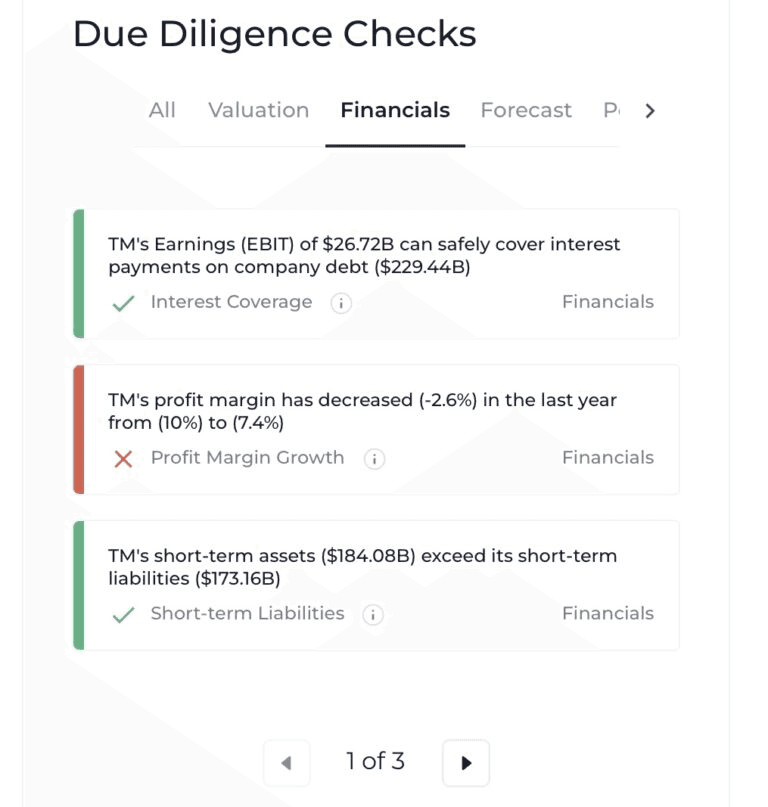 Due Diligence Checks
All Valuation Financials Forecast
TM's Earnings (EBIT) of $26.72B can safely cover interest
payments on company debt ($229.44B)
Interest Coverage i Financials
TM's profit margin has decreased (-2.6%) in the last year
from (10%) to (7.4%)
Profit Margin Growth i Financials
TM's short-term assets ($184.08B) exceed its short-term
liabilities ($173.16B)
Short-term Liabilities i Financials
1 of 3